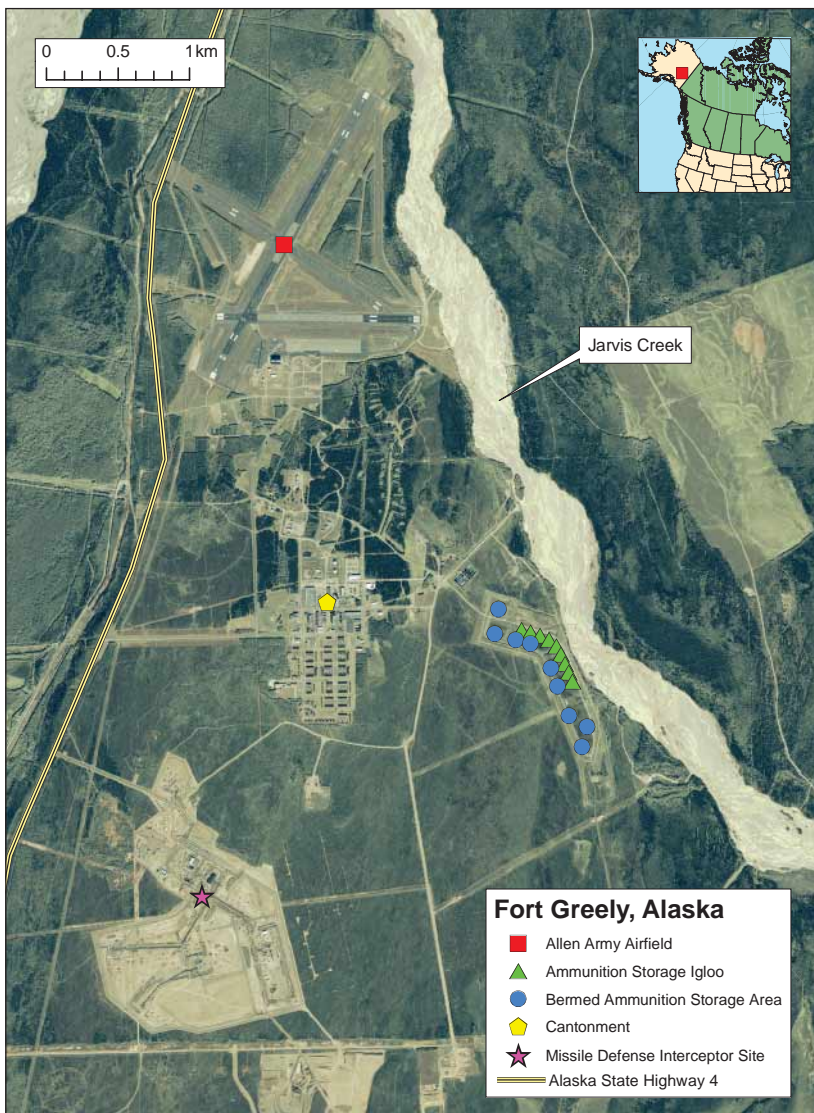 0 0.5 1 km
Jarvis Creek
Fort Greely, Alaska
Allen Army Airfield
Ammunition Storage Igloo
Bermed Ammunition Storage Area
Cantonment
Missile Defense Interceptor Site
Alaska State Highway 4